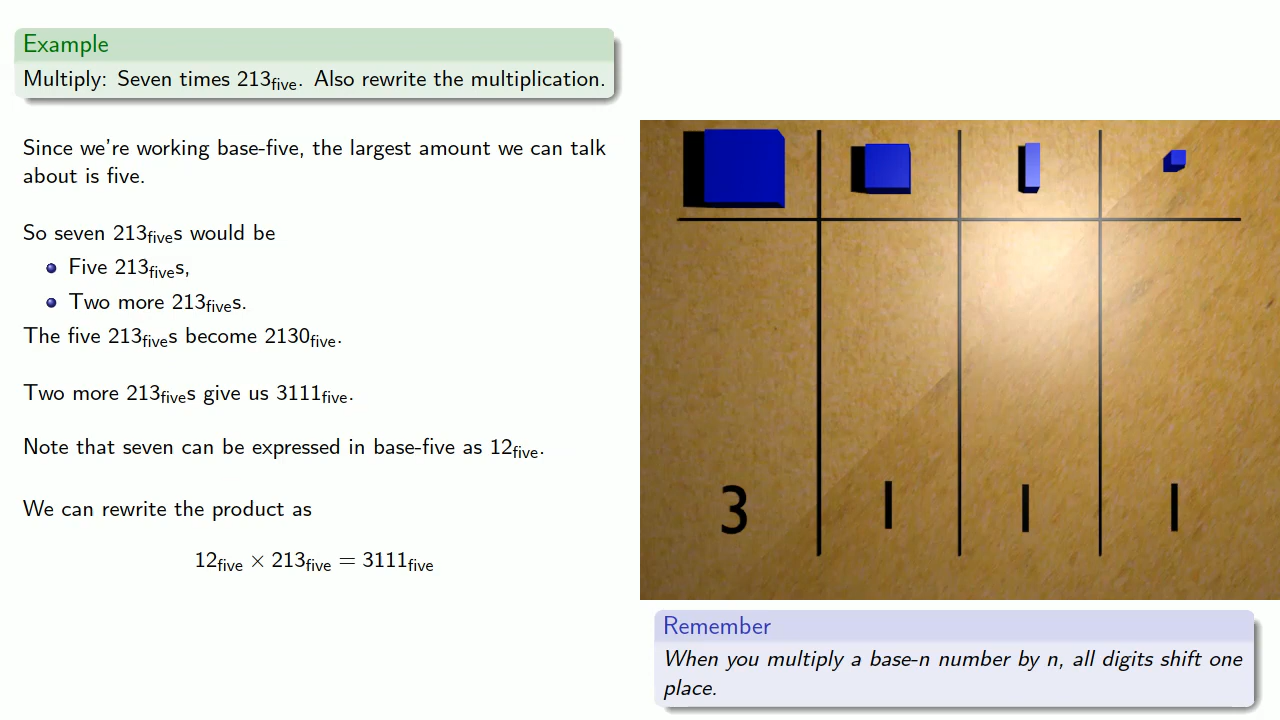 Example
Multiply: Seven times 213five. Also rewrite the multiplication.
Since we're working base-five, the largest amount we can talk
about is five.
So seven 213fives would be
Five 213fives,
Two more 213fives.
The five 213fives become 2130five.
Two more 213fives give us 3111five.
Note that seven can be expressed in base-five as 12five.
We can rewrite the product as
12five × 213five = 3111five
3 1 1 1
Remember
When you multiply a base-n number by n, all digits shift one
place.